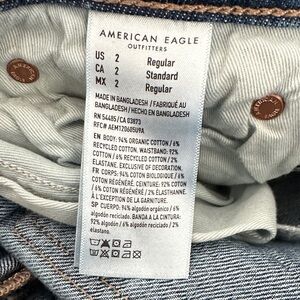 AMERICAN EAGLE
OUTFITTERS
US 2 Regular
CA 2 Standard
MX 2 Regular
MADE IN BANGLADESH / FABRIQUÉ AU
BANGLADESH / HECHO EN BANGLADESH
RN 54485/CA 03873
RFC# AEM120605U9A
EN: BODY: 94% ORGANIC COTTON / 6%
RECYCLED COTTON. WAISTBAND: 92%
COTTON / 6% RECYCLED COTTON / 2%
ELASTANE. EXCLUSIVE OF DECORATION.
FR: CORPS: 94% COTON BIOLOGIQUE / 6%
COTON RÉGÉNÉRÉ. CEINTURE: 92% COTON
/ 6% COTON RÉGÉNÉRÉ / 2% ÉLASTHANNE.
À L'EXCEPTION DE LA GARNITURE.
SP: CUERPO: 94% algodón orgánico / 6%
algodón reciclado. BANDA A LA CINTURA:
92% algodón / 6% algodón reciclado / 2%
elastano.